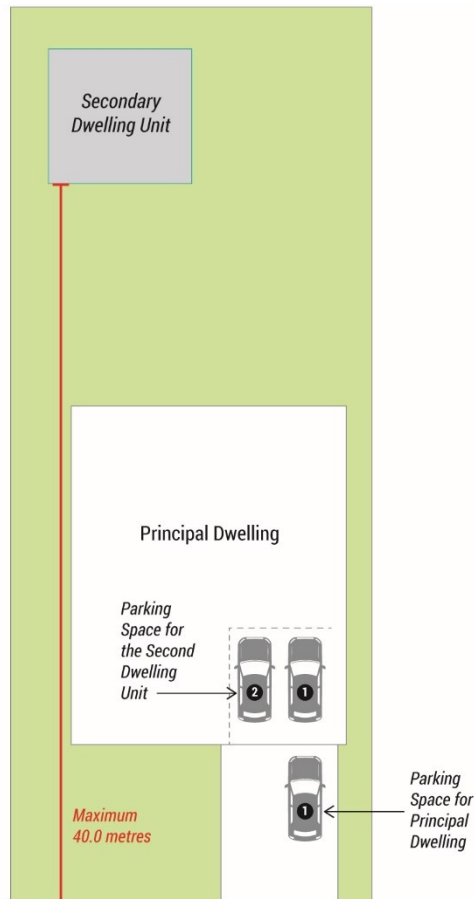 Secondary
Dwelling Unit
Principal Dwelling
Parking
Space for
the Second
Dwelling
Unit
2
1
1
Maximum
40.0 metres
Parking
Space for
Principal
Dwelling